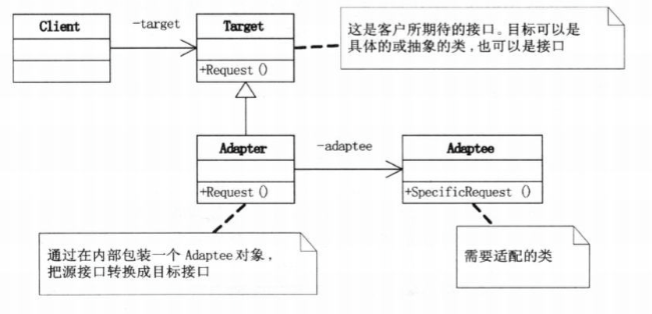 Client
-target
Target
+Request()
这是客户所期待的接口。目标可以是
具体的或抽象的类,也可以是接口
Adapter
+Request()
-adaptee
Adaptee
+SpecificRequest ()
通过在内部包装一个 Adaptee 对象,
把源接口转换成目标接口
需要适配的类